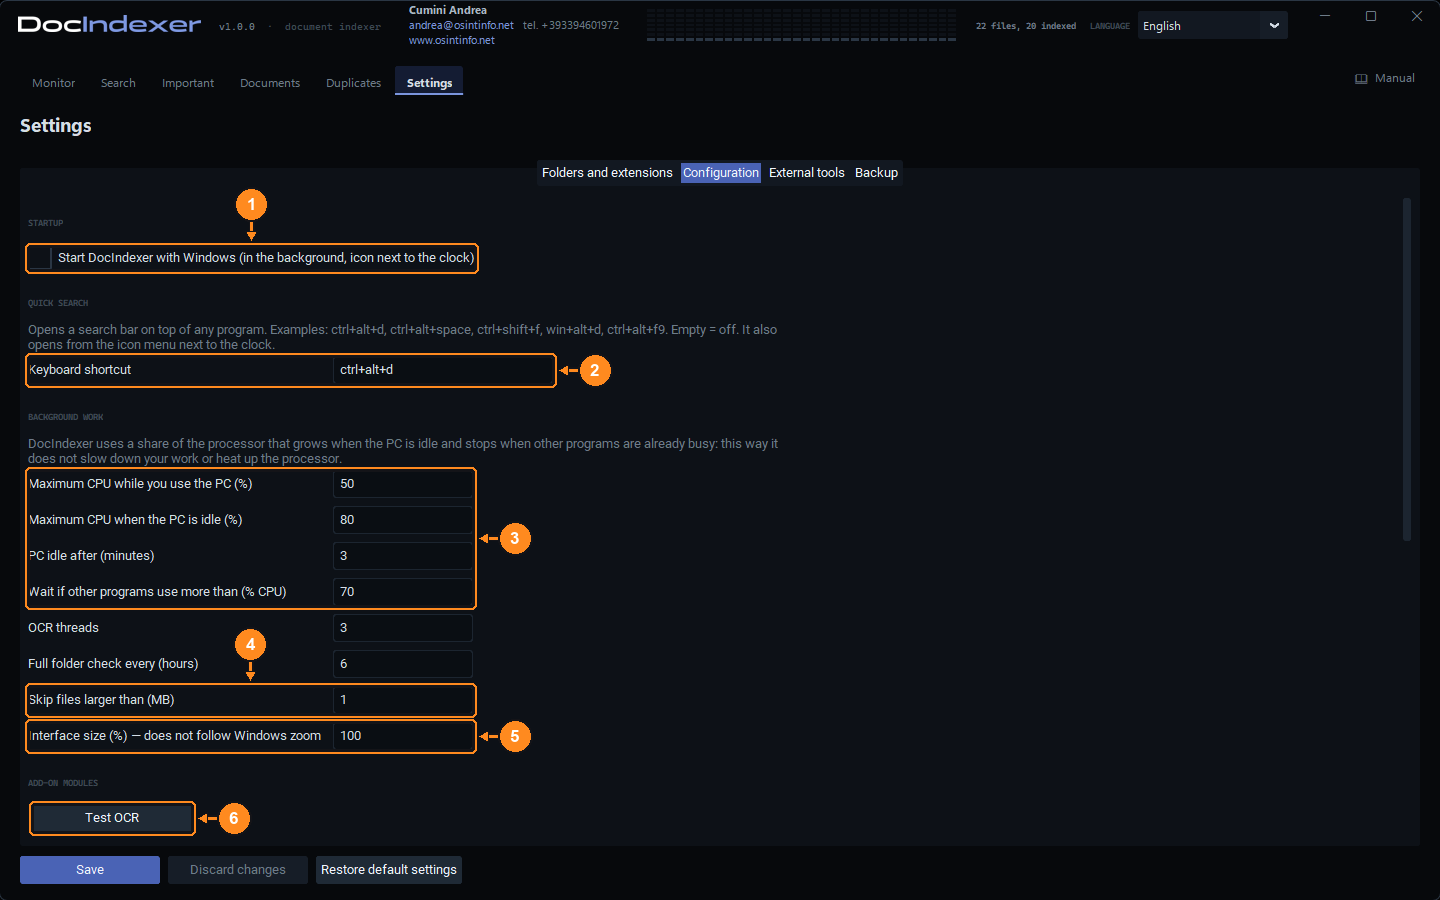 DocIndexer v1.0.0 · document indexer
Cumini Andrea
andrea@osintinfo.net tel. +393394601972
www.osintinfo.net
22 files, 20 indexed LANGUAGE English
Monitor Search Important Documents Duplicates Settings Manual
Settings
Folders and extensions Configuration External tools Backup
1
STARTUP
Start DocIndexer with Windows (in the background, icon next to the clock)
QUICK SEARCH
Opens a search bar on top of any program. Examples: ctrl+alt+d, ctrl+alt+space, ctrl+shift+f, win+alt+d, ctrl+alt+f9. Empty = off. It also
opens from the icon menu next to the clock.
Keyboard shortcut ctrl+alt+d 2
BACKGROUND WORK
DocIndexer uses a share of the processor that grows when the PC is idle and stops when other programs are already busy: this way it
does not slow down your work or heat up the processor.
Maximum CPU while you use the PC (%) 50
Maximum CPU when the PC is idle (%) 80
3
PC idle after (minutes) 3
Wait if other programs use more than (% CPU) 70
OCR threads 3
4
Full folder check every (hours) 6
Skip files larger than (MB) 1
Interface size (%) — does not follow Windows zoom 100 5
ADD-ON MODULES
Test OCR 6
Save Discard changes Restore default settings